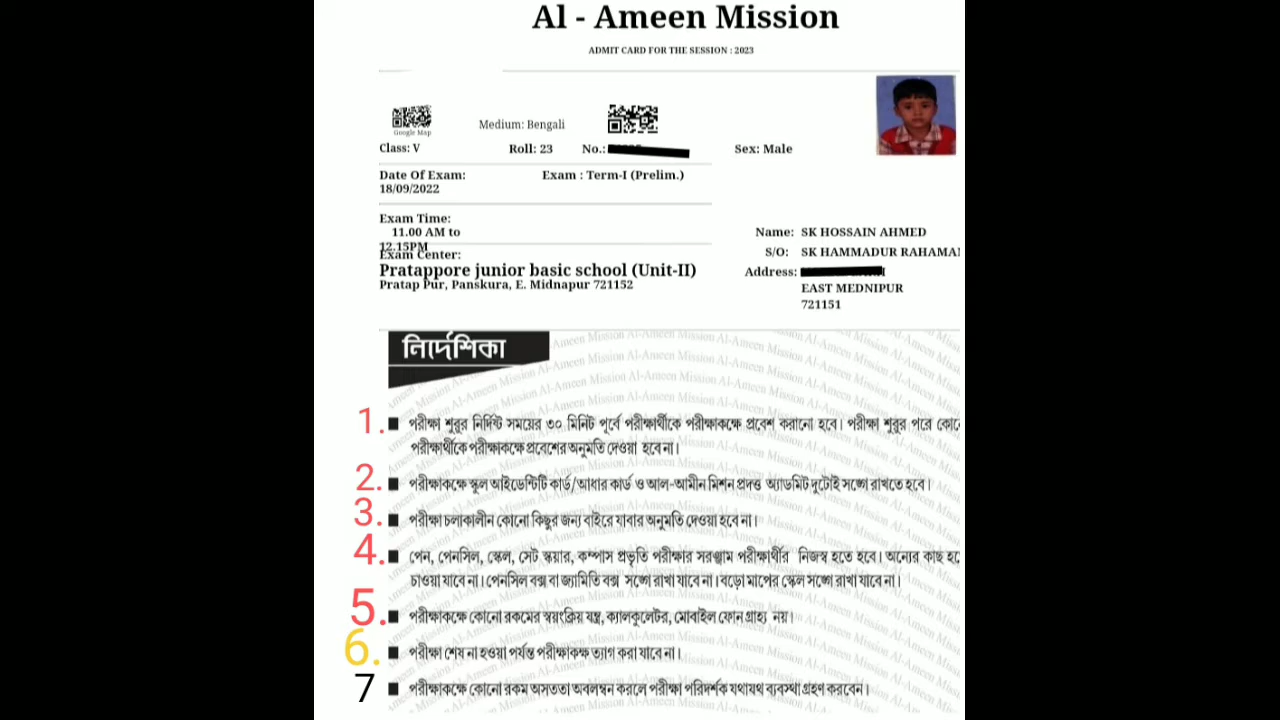 Al - Ameen Mission
ADMIT CARD FOR THE SESSION : 2023
Google Map
Medium: Bengali
Class: V Roll: 23 No.: Sex: Male
Date Of Exam: Exam : Term-I (Prelim.)
18/09/2022
Exam Time:
11.00 AM to
12.15PM
Exam Center:
Pratappore junior basic school (Unit-II)
Pratap Pur, Panskura, E. Midnapur 721152
Name: SK HOSSAIN AHMED
S/O: SK HAMMADUR RAHAMA
Address:
EAST MEDNIPUR
721151
নির্দেশিকা
1. ■ পরীক্ষা শুরুর নির্দিষ্ট সময়ের ৩০ মিনিট পূর্বে পরীক্ষার্থীকে পরীক্ষাকক্ষে প্রবেশ করানো হবে। পরীক্ষা শুরুর পরে
পরীক্ষার্থীকে পরীক্ষাকক্ষে প্রবেশের অনুমতি দেওয়া হবে না।
2. ■ পরীক্ষাকক্ষে স্কুল আইডেন্টিটি কার্ড/আধার কার্ড ও আল-আমীন মিশন প্রদত্ত অ্যাডমিট দুটোই সঙ্গে রাখতে হবে।
3. ■ পরীক্ষা চলাকালীন কোনো কিছুর জন্য বাইরে যাবার অনুমতি দেওয়া হবে না।
4. ■ পেন, পেনসিল, স্কেল, সেট স্কয়ার, কম্পাস প্রভৃতি পরীক্ষার সরঞ্জাম পরীক্ষার্থীর নিজস্ব হতে হবে। অন্যের কাছ
চাওয়া যাবে না। পেনসিল বক্স বা জ্যামিতি বক্স সঙ্গে রাখা যাবে না। বড়ো মাপের স্কেল সঙ্গে রাখা যাবে না।
5. ■ পরীক্ষাকক্ষে কোনো রকমের স্বয়ংক্রিয় যন্ত্র, ক্যালকুলেটর, মোবাইল ফোন গ্রাহ্য নয়।
6. ■ পরীক্ষা শেষ না হওয়া পর্যন্ত পরীক্ষাকক্ষ ত্যাগ করা যাবে না।
7 ■ পরীক্ষাকক্ষে কোনো রকম অসততা অবলম্বন করলে পরীক্ষা পরিদর্শক যথাযথ ব্যবস্থা গ্রহণ করবেন।